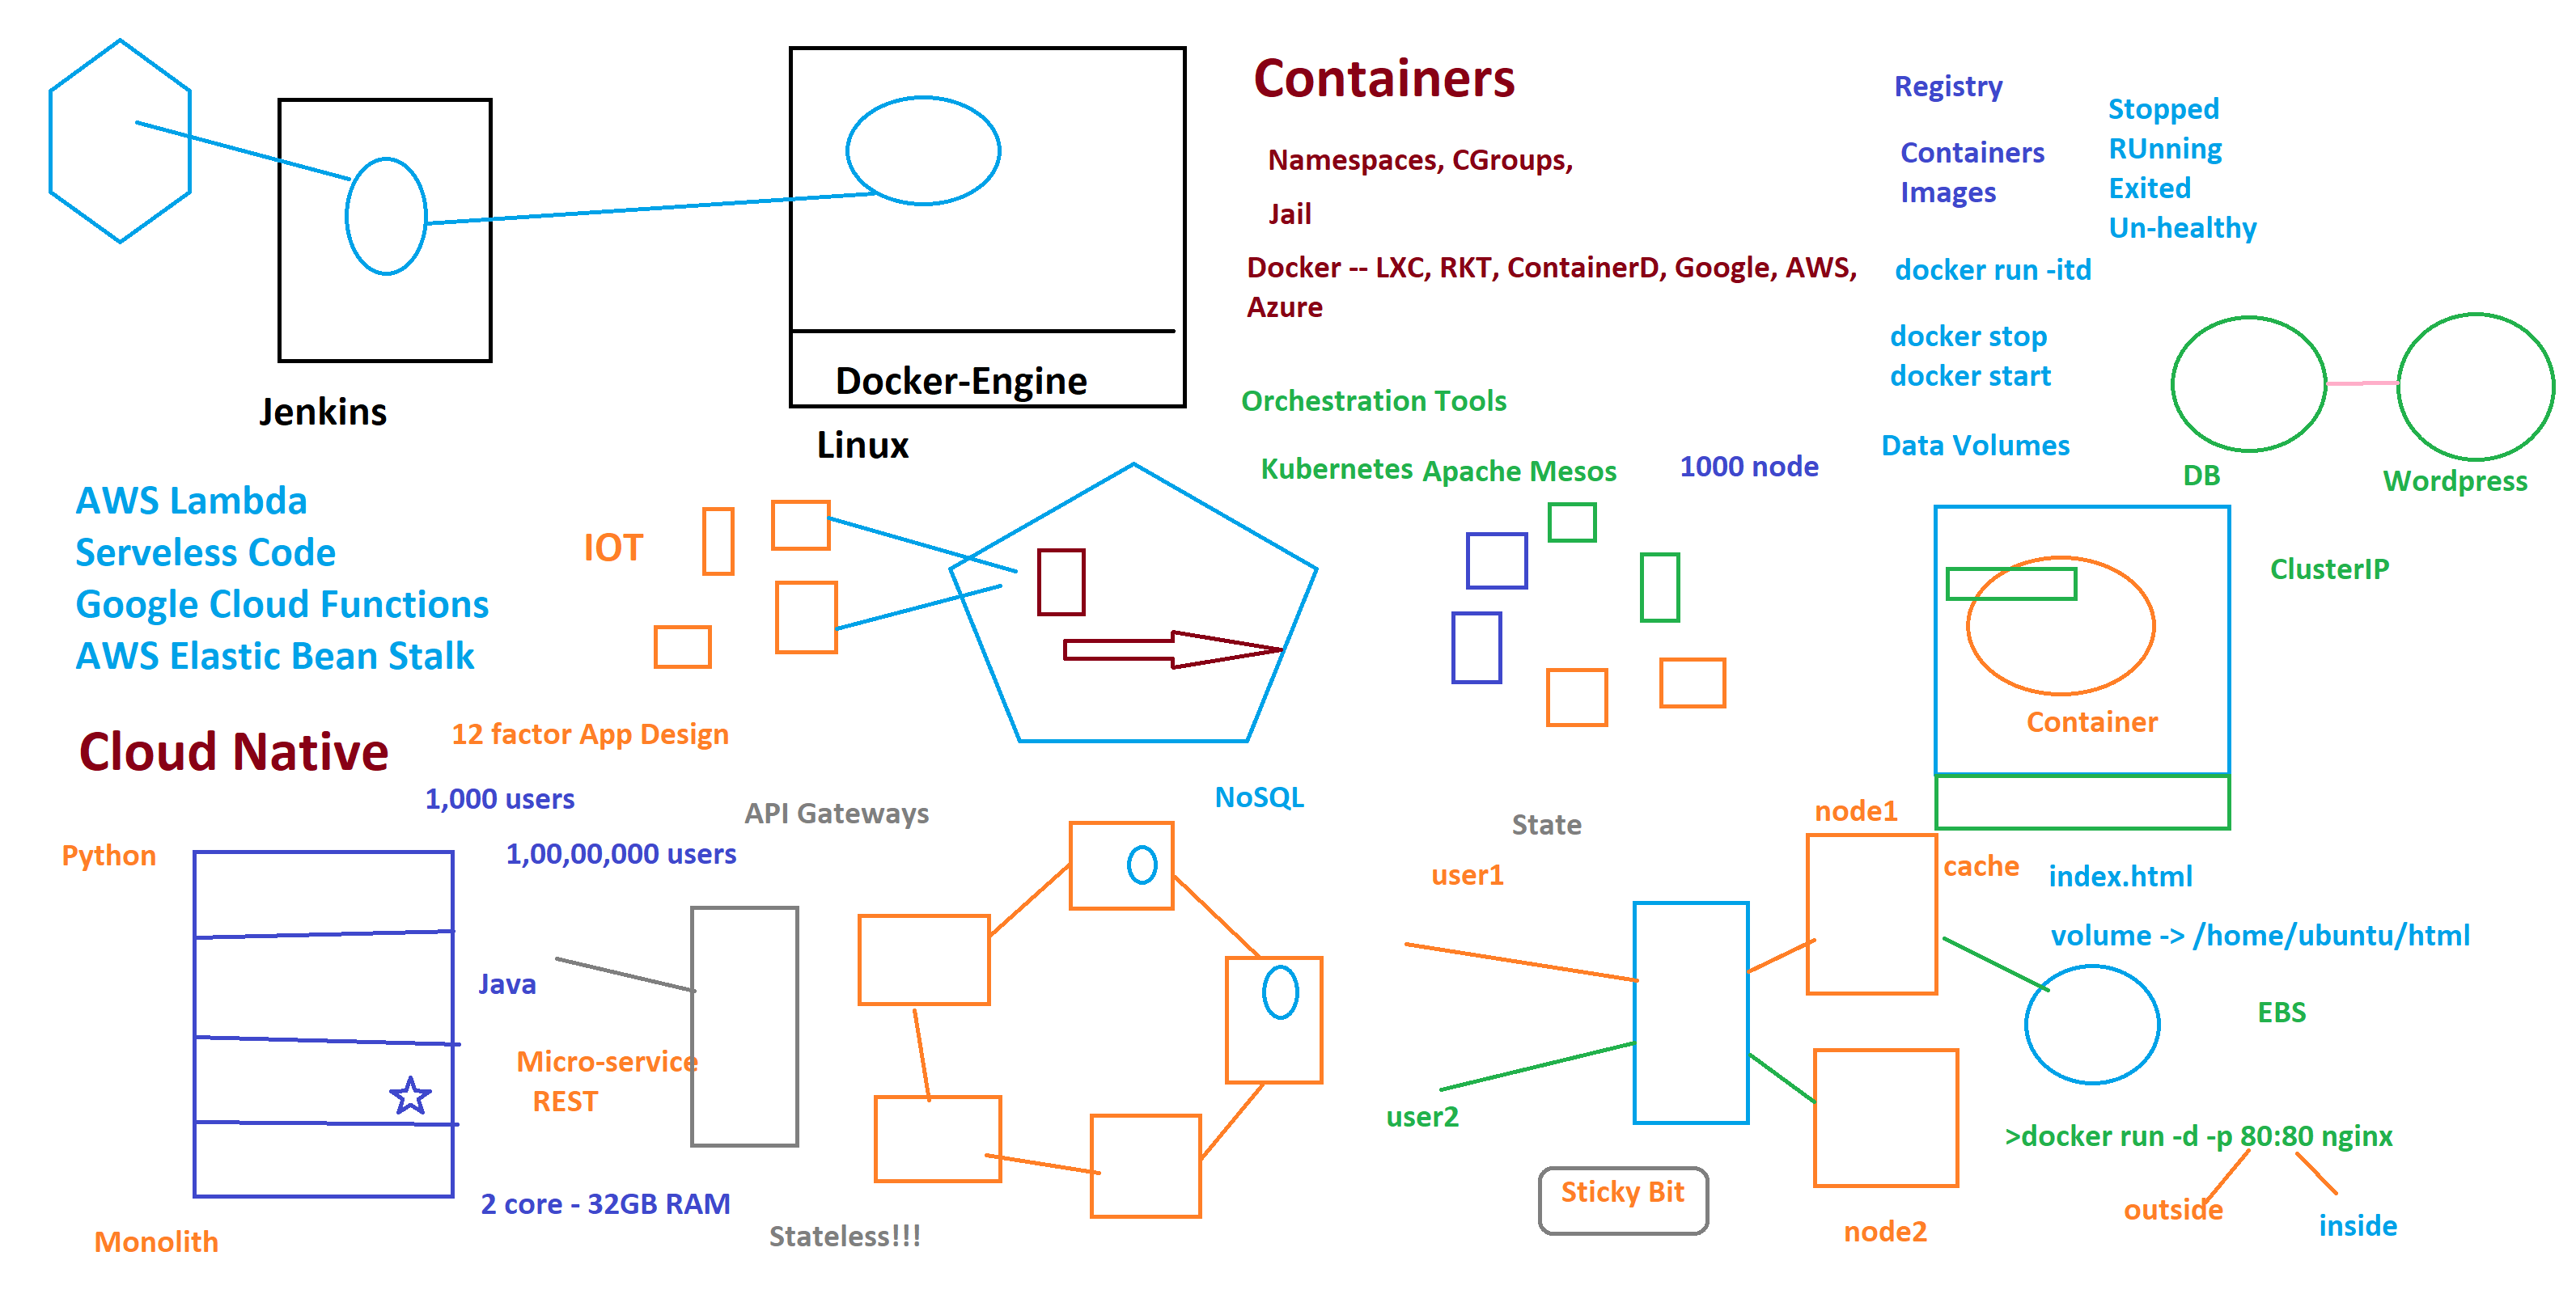 Containers
Namespaces, CGroups,
Jail
Docker -- LXC, RKT, ContainerD, Google, AWS,
Azure
Registry
Containers
Images
Stopped
RUnning
Exited
Un-healthy
docker run -itd
docker stop
docker start
Data Volumes
DB
Wordpress
Jenkins
Docker-Engine
Linux
Orchestration Tools
Kubernetes
Apache Mesos
1000 node
AWS Lambda
Serveless Code
Google Cloud Functions
AWS Elastic Bean Stalk
IOT
ClusterIP
Container
Cloud Native
12 factor App Design
1,000 users
1,00,00,000 users
API Gateways
NoSQL
State
node1
cache
index.html
volume -> /home/ubuntu/html
Python
Java
Micro-service
REST
user1
user2
EBS
>docker run -d -p 80:80 nginx
outside
inside
2 core - 32GB RAM
Monolith
Stateless!!!
Sticky Bit
node2